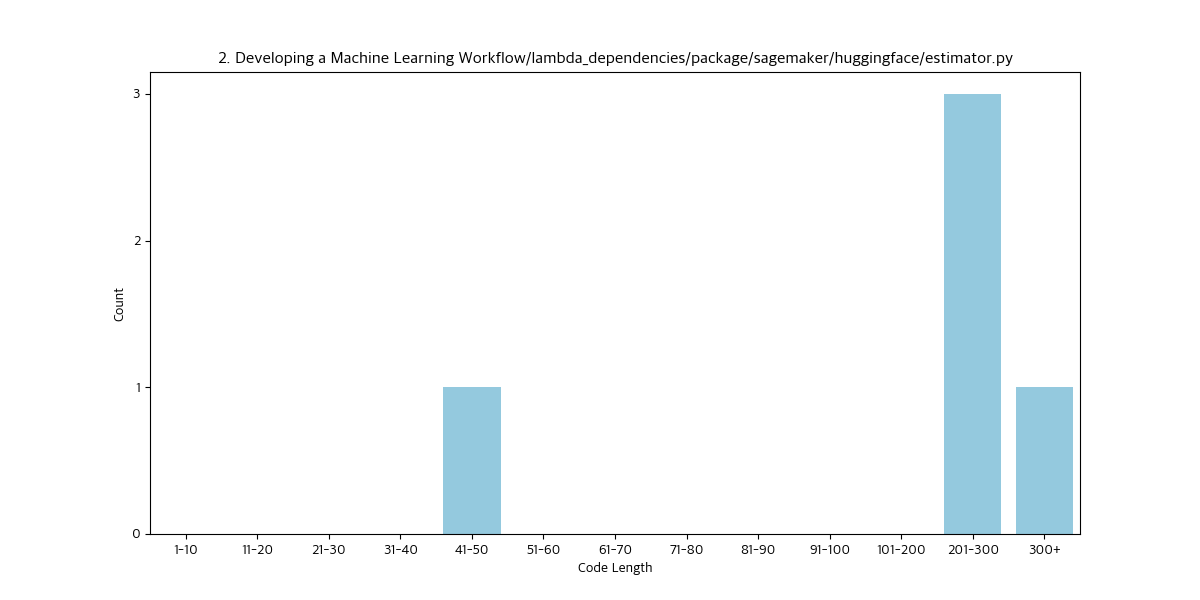 2. Developing a Machine Learning Workflow/lambda_dependencies/package/sagemaker/huggingface/estimator.py
3
2
1
0
Count
1-10 11-20 21-30 31-40 41-50 51-60 61-70 71-80 81-90 91-100 101-200 201-300 300+
Code Length